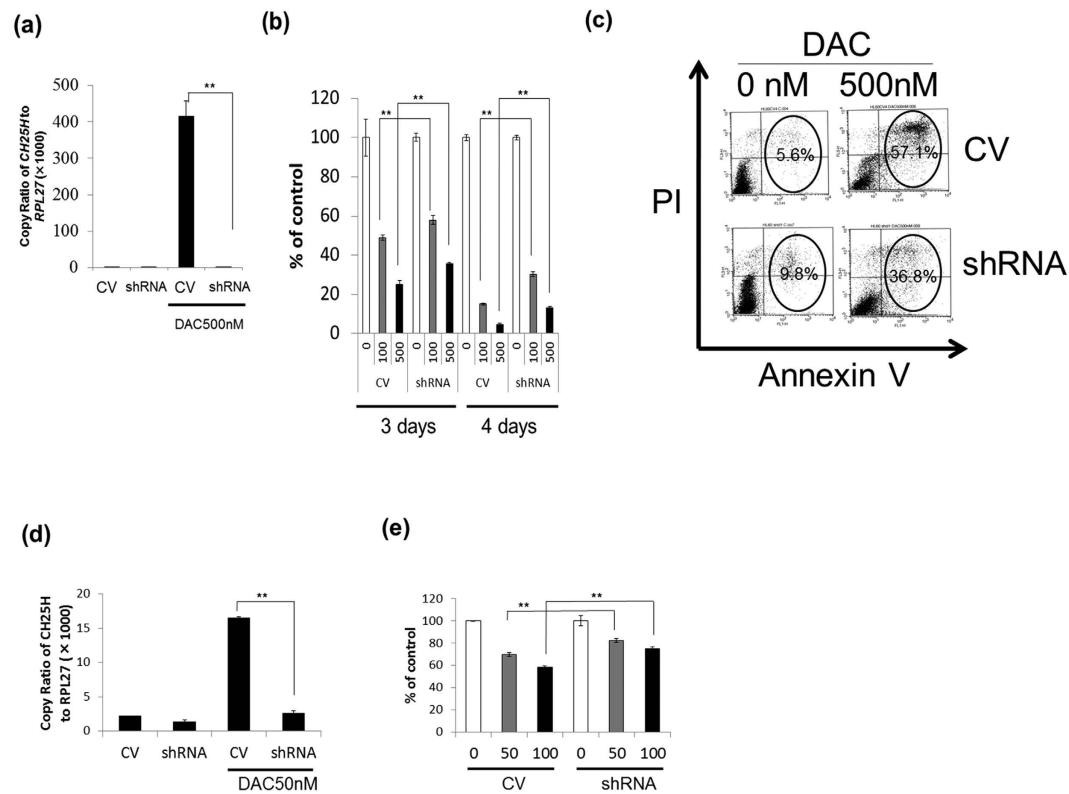 (a)
Copy Ratio of CH25H to
RPL27 (×1000)
500
400
300
200
100
0
**
CV shRNA CV shRNA
DAC500nM
(b)
% of control
120
100
80
60
40
20
0
** ** ** **
0 100 500 0 100 500 0 100 500 0 100 500
CV shRNA CV shRNA
3 days 4 days
(c)
DAC
0 nM 500nM
PI
5.6% 57.1% CV
9.8% 36.8% shRNA
FL1-H FL1-H
FL1-H FL1-H
Annexin V
(d)
Copy Ratio of CH25H
to RPL27 (×1000)
20
15
10
5
0
**
CV shRNA CV shRNA
DAC50nM
(e)
% of control
120
100
80
60
40
20
0
** **
0 50 100 0 50 100
CV shRNA